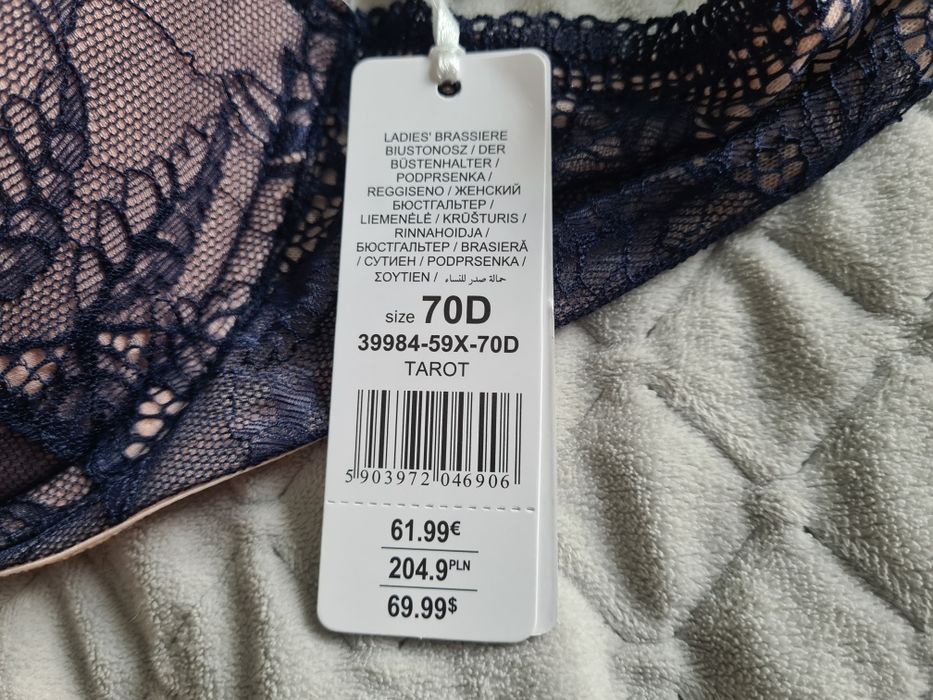 LADIES' BRASSIERE
BIUSTONOSZ / DER
BÜSTENHALTER /
PODPRSENKA /
REGGISENO / ЖЕНСКИЙ
БЮСТГАЛЬТЕР /
LIEMENĖLĖ / KRŪŠTURIS /
RINNAHOIDJA /
БЮСТГАЛЬТЕР / BRASIERĂ
/ СУТИЕН / PODPRSENKA /
ΣΟΥΤΙΕΝ / حمالة صدر للنساء
size 70D
39984-59X-70D
TAROT
5 903972 046906
61.99€
204.9PLN
69.99$